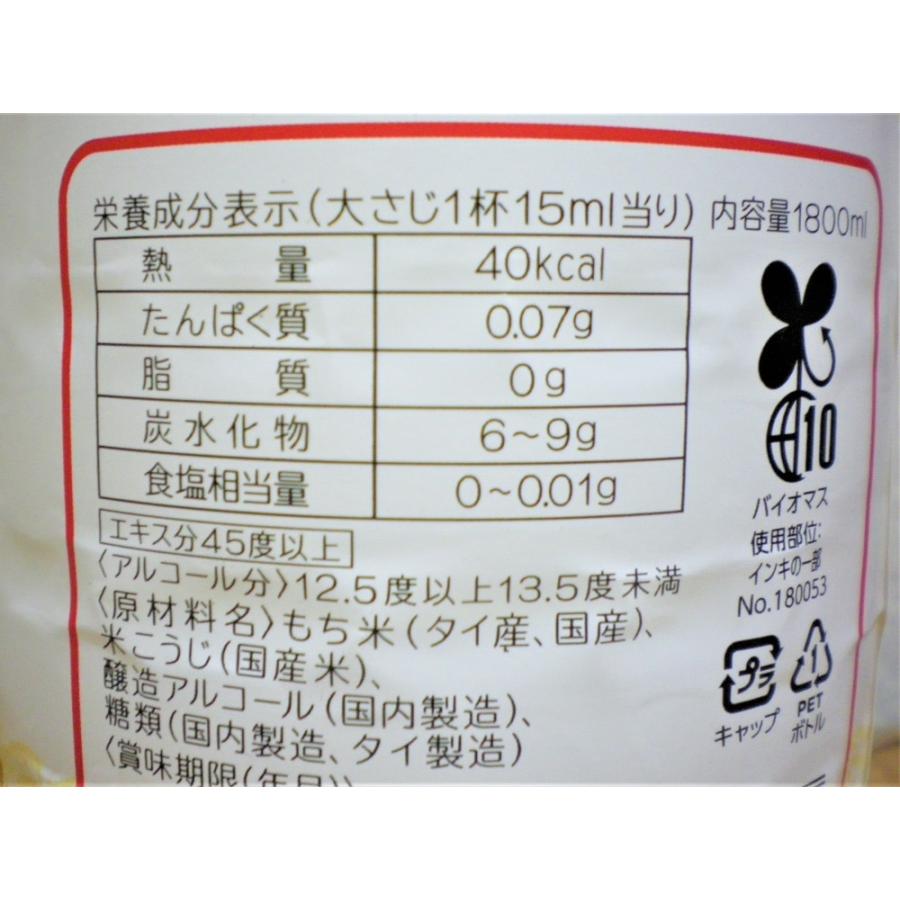 栄養成分表示(大さじ1杯15ml当り) 内容量1800ml
熱量 40kcal
たんぱく質 0.07g
脂質 0g
炭水化物 6~9g
食塩相当量 0~0.01g
エキス分45度以上
〈アルコール分〉12.5度以上13.5度未満
〈原材料名〉もち米(タイ産、国産)、
米こうじ(国産米)、
醸造アルコール(国内製造)、
糖類(国内製造、タイ製造)
〈賞味期限(年月)〉
10
バイオマス
使用部位:
インキの一部
No.180053
プラ
キャップ
1
PET
ボトル